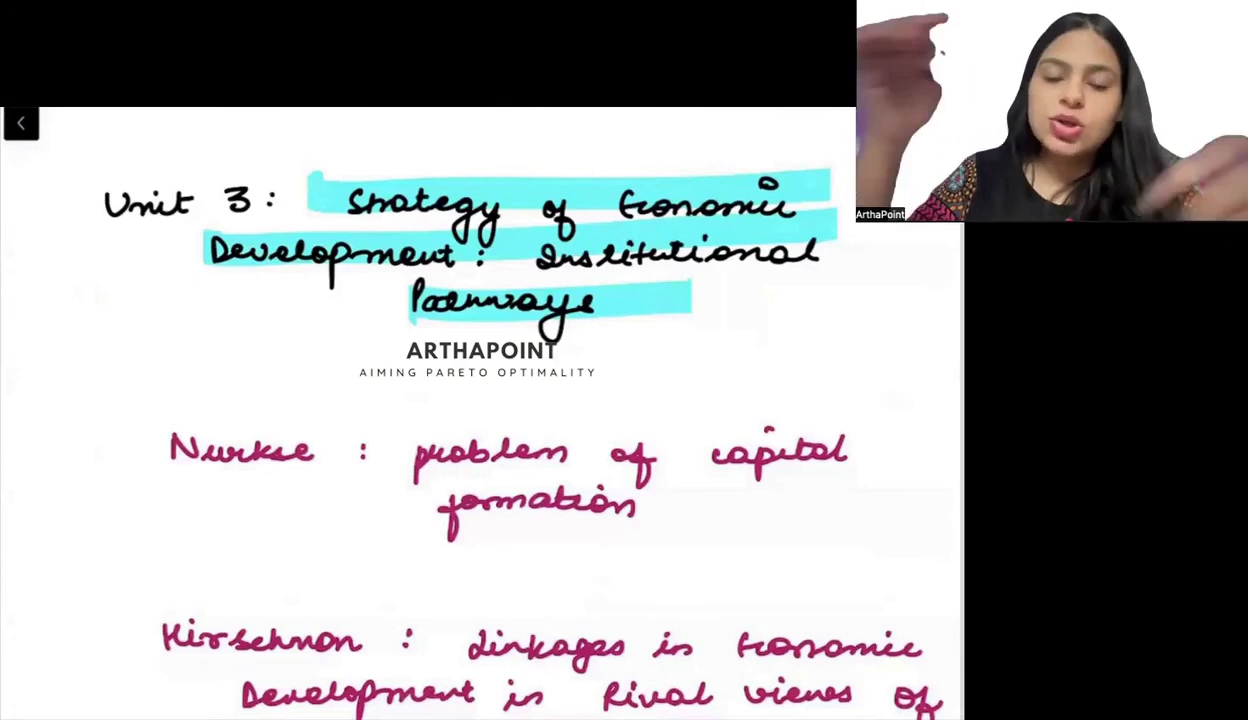 Unit 3: Strategy of Economic
Development: Institutional
Pathways
ARTHAPOINT
AIMING PARETO OPTIMALITY
Nurkse : problem of capital
formation
Hirschman : Linkages in Economic
Development in Rival views of
ArthaPoint